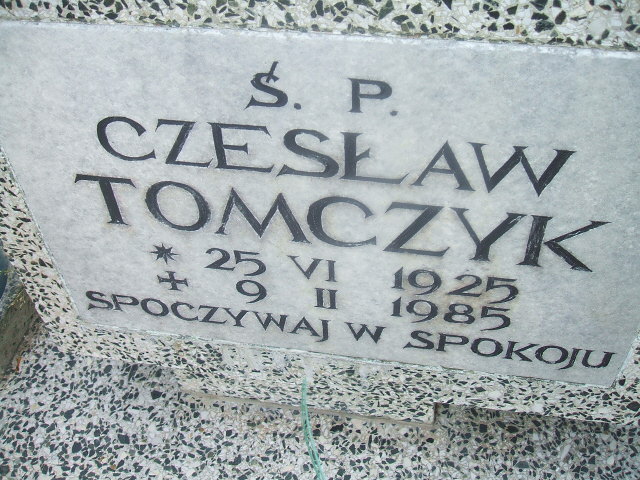 Ś. P.
CZESŁAW
TOMCZYK
* 25 VI 1925
+ 9 II 1985
SPOCZYWAJ W SPOKOJU